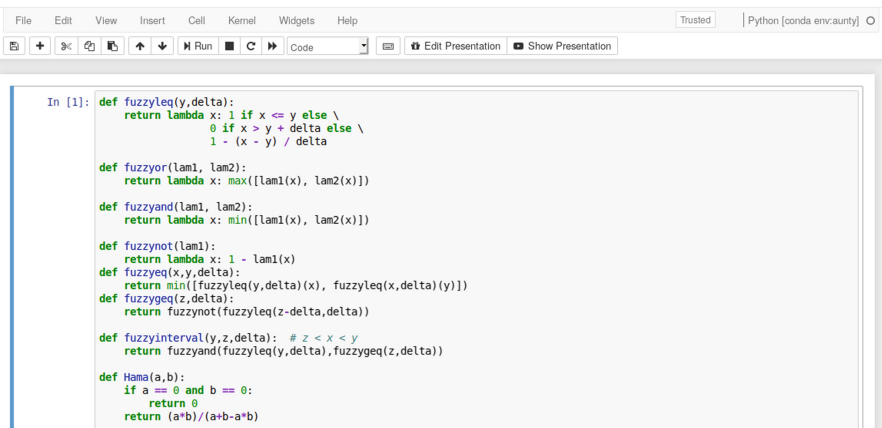 File Edit View Insert Cell Kernel Widgets Help Trusted Python [conda env:aunty]
Run Code Edit Presentation Show Presentation
In [1]: def fuzzyleq(y,delta):
    return lambda x: 1 if x <= y else \
                  0 if x > y + delta else \
                  1 - (x - y) / delta
def fuzzyor(lam1, lam2):
    return lambda x: max([lam1(x), lam2(x)])
def fuzzyand(lam1, lam2):
    return lambda x: min([lam1(x), lam2(x)])
def fuzzynot(lam1):
    return lambda x: 1 - lam1(x)
def fuzzyeq(x,y,delta):
    return min([fuzzyleq(y,delta)(x), fuzzyleq(x,delta)(y)])
def fuzzygeq(z,delta):
    return fuzzynot(fuzzyleq(z-delta,delta))
def fuzzyinterval(y,z,delta):  # z < x < y
    return fuzzyand(fuzzyleq(y,delta),fuzzygeq(z,delta))
def Hama(a,b):
    if a == 0 and b == 0:
        return 0
    return (a*b)/(a+b-a*b)